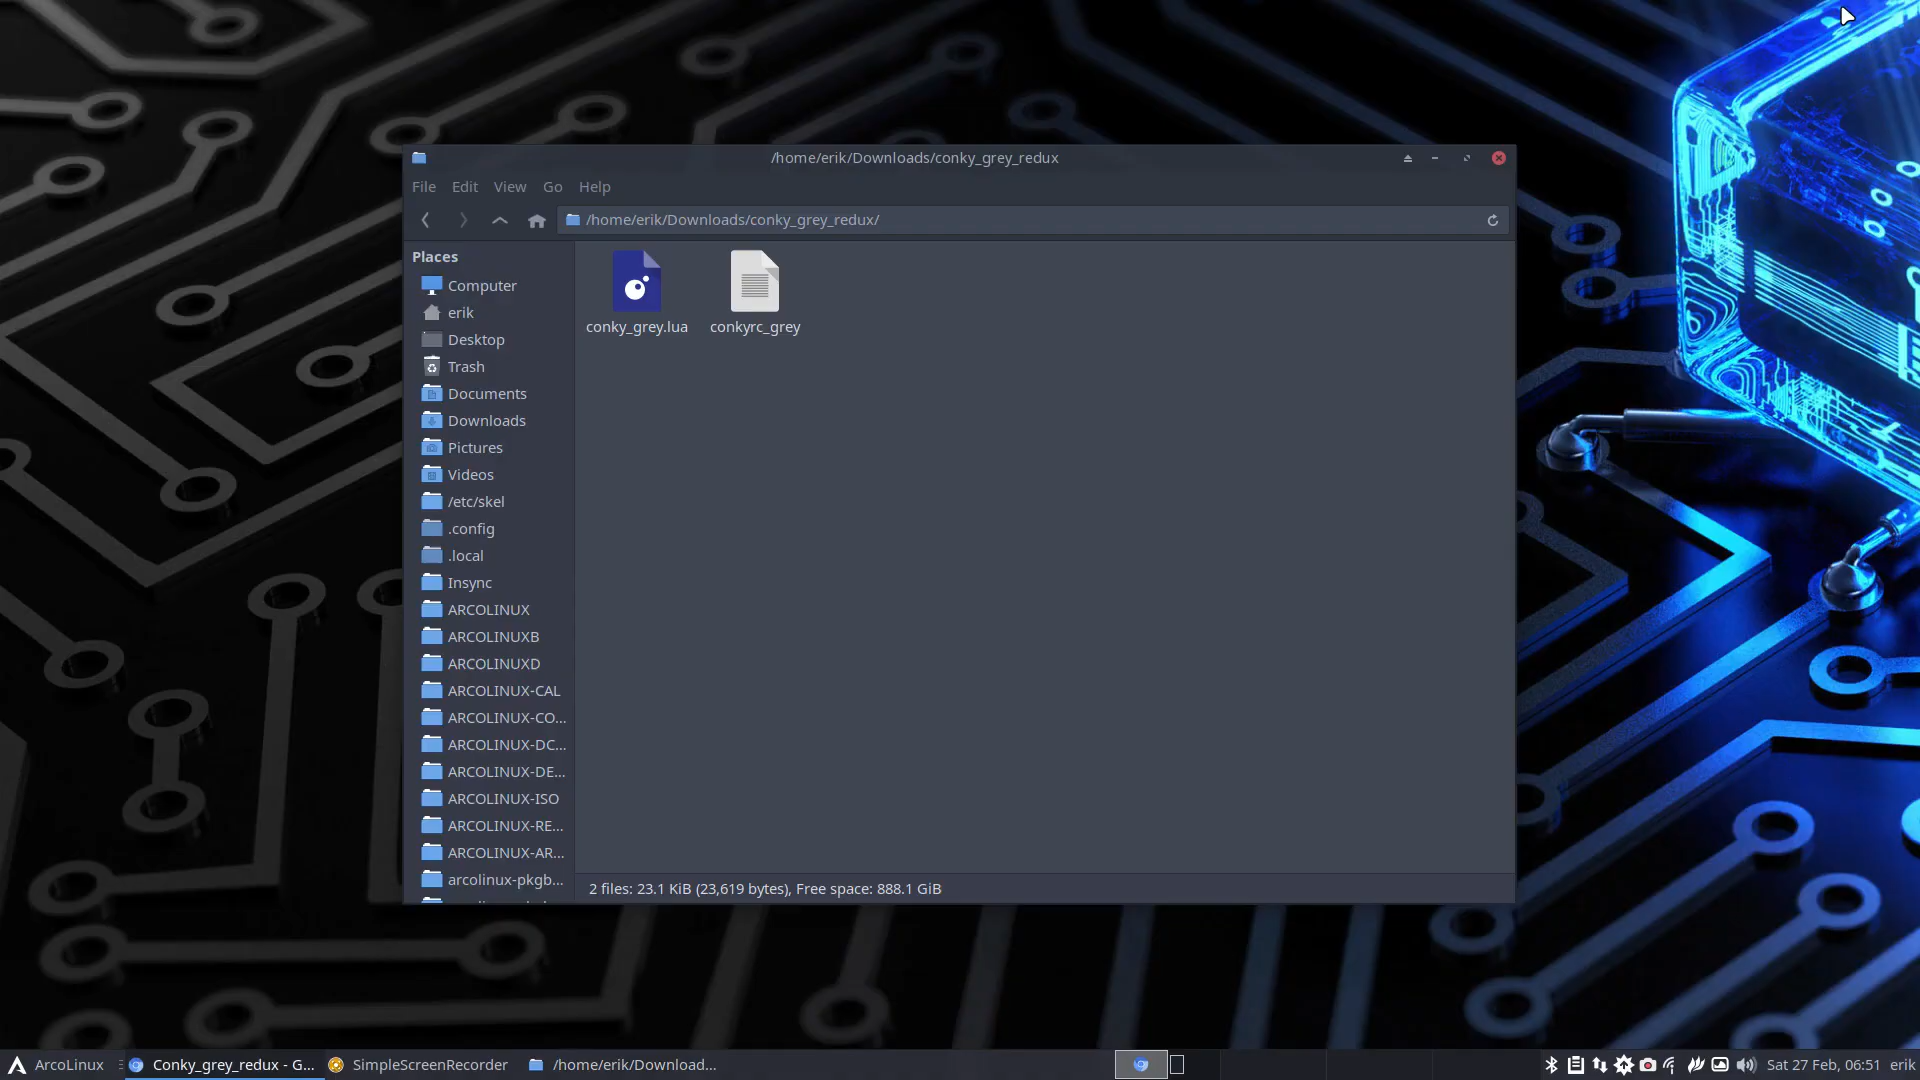 /home/erik/Downloads/conky_grey_redux
File Edit View Go Help
/home/erik/Downloads/conky_grey_redux/
Places
Computer
erik
Desktop
Trash
Documents
Downloads
Pictures
Videos
/etc/skel
.config
.local
Insync
ARCOLINUX
ARCOLINUXB
ARCOLINUXD
ARCOLINUX-CAL
ARCOLINUX-CO...
ARCOLINUX-DC...
ARCOLINUX-DE...
ARCOLINUX-ISO
ARCOLINUX-RE...
ARCOLINUX-AR...
arcolinux-pkgb...
conky_grey.lua
conkyrc_grey
2 files: 23.1 KiB (23,619 bytes), Free space: 888.1 GiB
ArcoLinux Conky_grey_redux - G... SimpleScreenRecorder /home/erik/Download... Sat 27 Feb, 06:51 erik